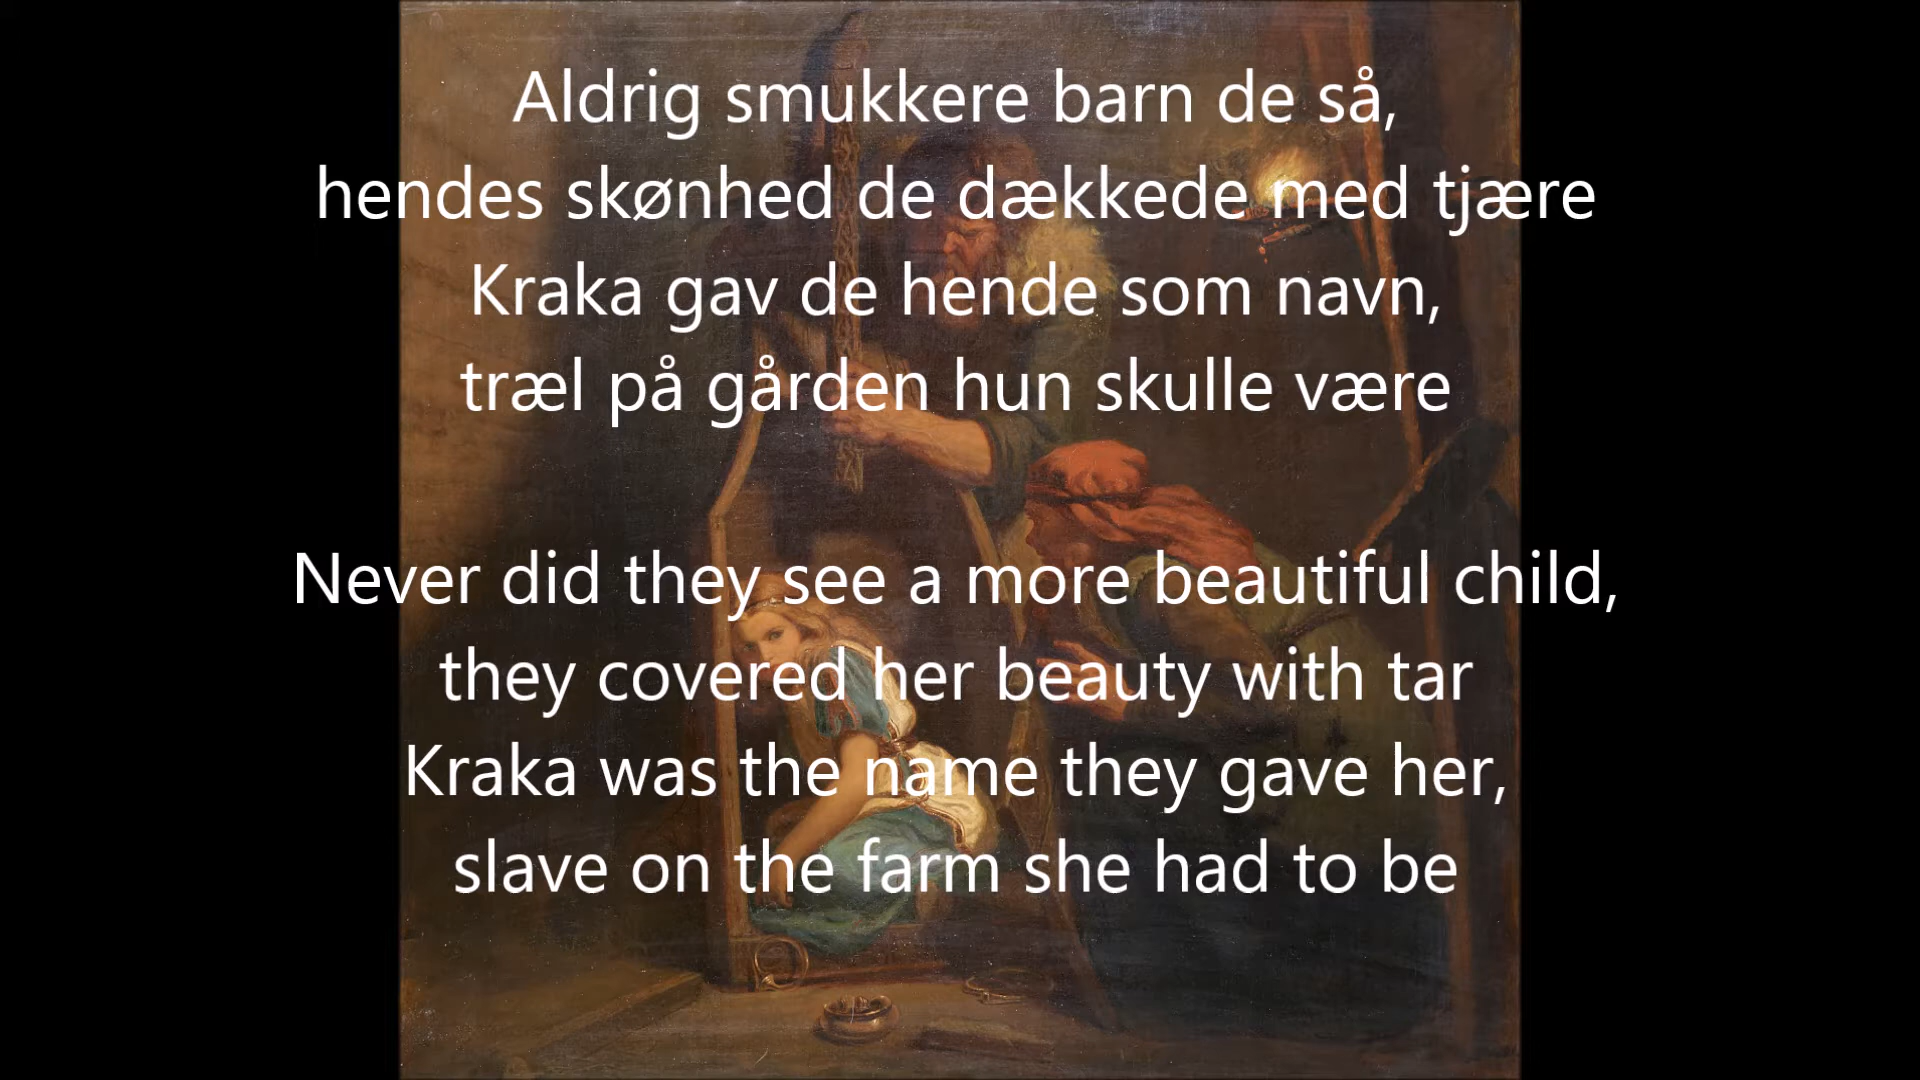 Aldrig smukkere barn de så,
hendes skønhed de dækkede med tjære
Kraka gav de hende som navn,
træl på gården hun skulle være
Never did they see a more beautiful child,
they covered her beauty with tar
Kraka was the name they gave her,
slave on the farm she had to be